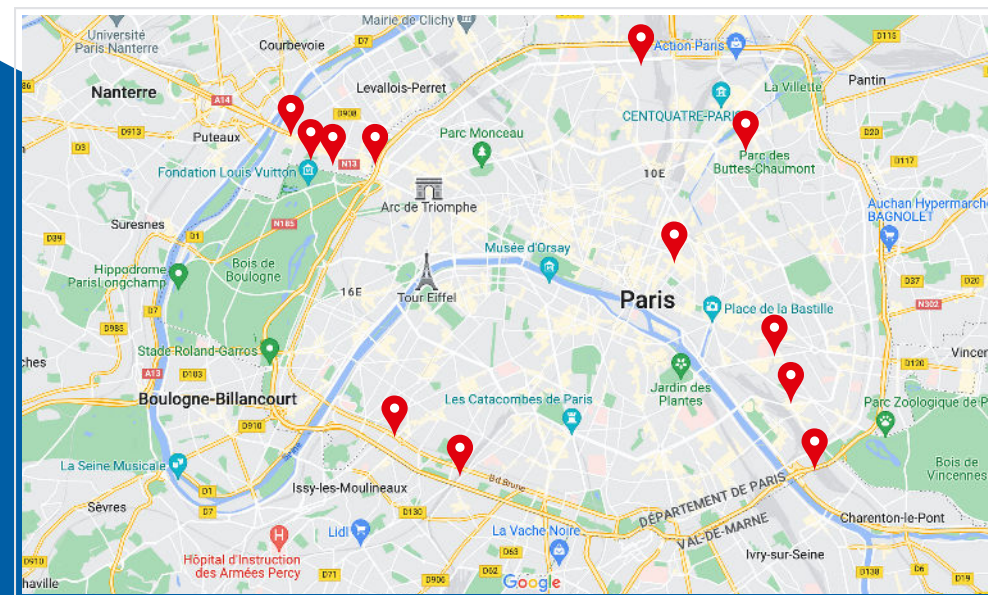 Mairie de Clichy
Université
Paris Nanterre
Courbevoie
D7
Action Paris
D115
Nanterre
A14
Levallois-Perret
La Villette
Pantin
D908
CENTQUATRE-PARIS
D913
D3
Puteaux
Parc Monceau
D20
N13
Fondation Louis Vuitton
10E
Parc des
Buttes-Chaumont
D117
Arc de Triomphe
Auchan Hypermarché
BAGNOLET
Suresnes
N185
D39
D1
Musée d'Orsay
Hippodrome
ParisLongchamp
Bois de
Boulogne
D37
D20
16E
Tour Eiffel
Paris
Place de la Bastille
N302
D7
D985
Stade Roland-Garros
ches
Vincen
A13
D103
D120
Boulogne-Billancourt
Les Catacombes de Paris
Jardin des
Plantes
Parc Zoologique de P
D910
La Seine Musicale
Seine
Bois de
Vincennes
D1
Issy-les-Moulineaux
Bd Brune
DÉPARTEMENT DE PARIS
VAL-DE-MARNE
Sèvres
D7
D130
Charenton-le-Pont
Lidl
La Vache Noire
Hôpital d'Instruction
des Armées Percy
D63
Ivry-sur-Seine
D910
D71
D906
D62
Google
D138
D6
D19
haville